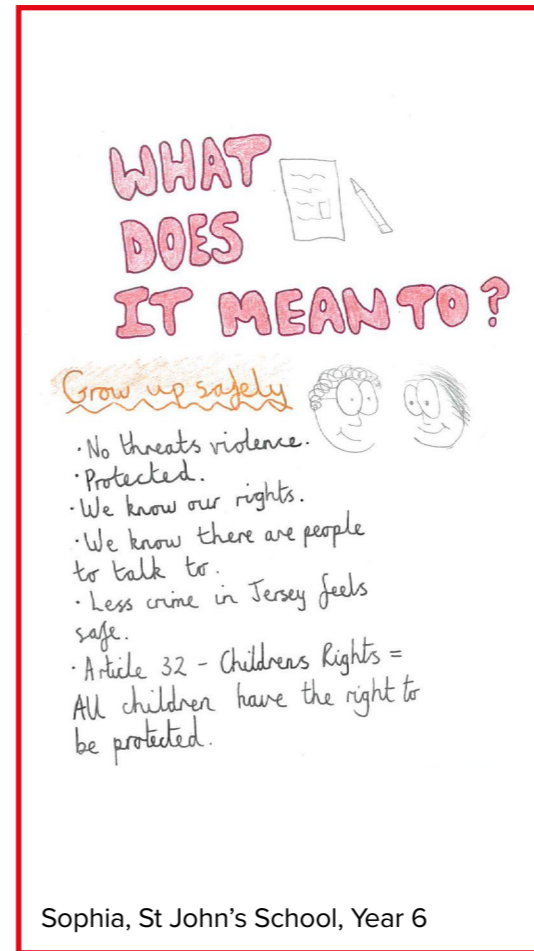 WHAT
DOES
IT MEAN TO?
Grow up safely
· No threats violence.
· Protected.
· We know our rights.
· We know there are people
to talk to.
· Less crime in Jersey feels
safe.
· Article 32 - Childrens Rights =
All children have the right to
be protected.
Sophia, St John's School, Year 6